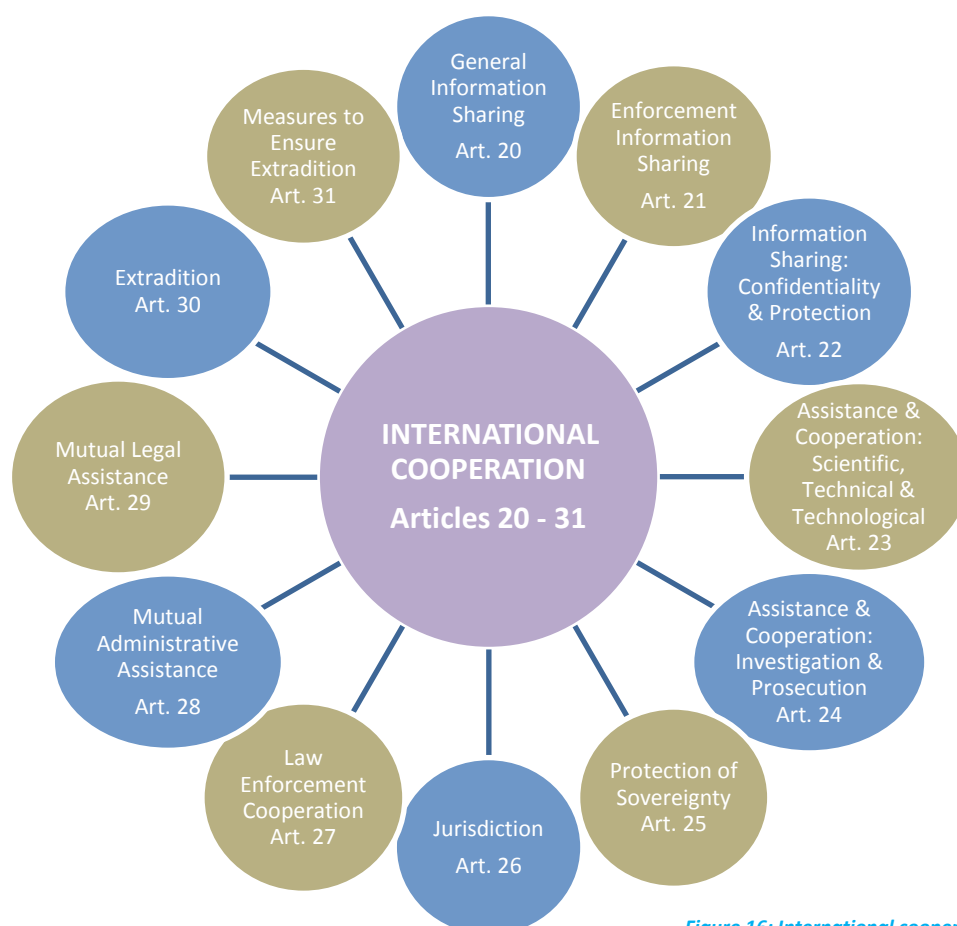 General
Information
Sharing
Art. 20
Enforcement
Information
Sharing
Art. 21
Information
Sharing:
Confidentiality
& Protection
Art. 22
Assistance &
Cooperation:
Scientific,
Technical &
Technological
Art. 23
Assistance &
Cooperation:
Investigation &
Prosecution
Art. 24
Protection of
Sovereignty
Art. 25
Jurisdiction
Art. 26
Law
Enforcement
Cooperation
Art. 27
Mutual
Administrative
Assistance
Art. 28
Mutual Legal
Assistance
Art. 29
Extradition
Art. 30
Measures to
Ensure
Extradition
Art. 31
INTERNATIONAL
COOPERATION
Articles 20 - 31
Figure 16: International